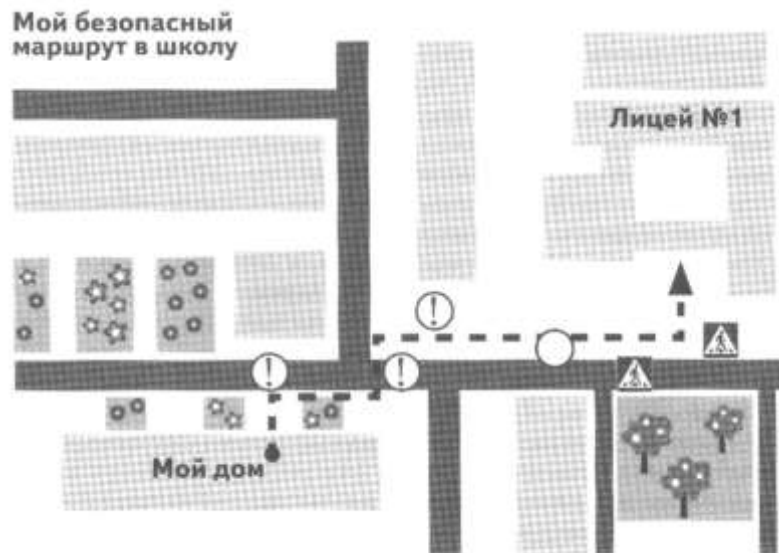 Мой безопасный
маршрут в школу
Лицей №1
!
!
!
Мой дом